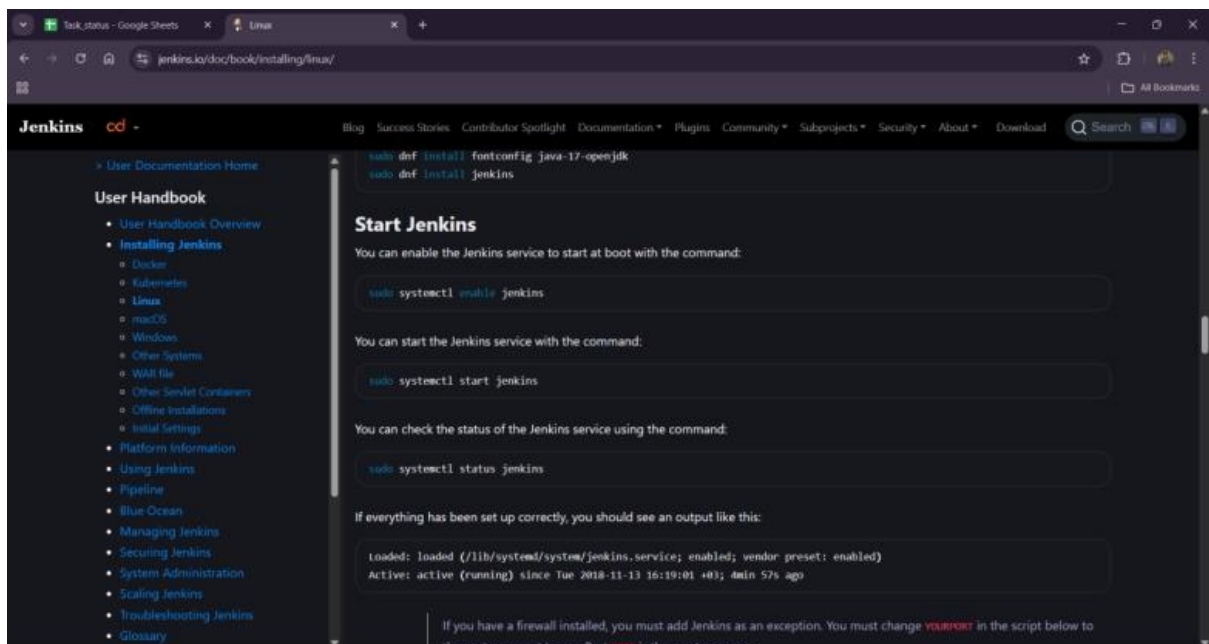 Task_status - Google Sheets
Linux
jenkins.io/doc/book/installing/linux/
All Bookmarks
Jenkins cd
Blog Success Stories Contributor Spotlight Documentation Plugins Community Subprojects Security About Download Search
> User Documentation Home
User Handbook
User Handbook Overview
Installing Jenkins
Docker
Kubernetes
Linux
macOS
Windows
Other Systems
WAR file
Other Servlet Containers
Offline Installations
Initial Settings
Platform Information
Using Jenkins
Pipeline
Blue Ocean
Managing Jenkins
Securing Jenkins
System Administration
Scaling Jenkins
Troubleshooting Jenkins
Glossary
sudo dnf install fontconfig java-17-openjdk
sudo dnf install jenkins
Start Jenkins
You can enable the Jenkins service to start at boot with the command:
sudo systemctl enable jenkins
You can start the Jenkins service with the command:
sudo systemctl start jenkins
You can check the status of the Jenkins service using the command:
sudo systemctl status jenkins
If everything has been set up correctly, you should see an output like this:
Loaded: loaded (/lib/systemd/system/jenkins.service; enabled; vendor preset: enabled)
Active: active (running) since Tue 2018-11-13 16:19:01 +03; 4min 57s ago
If you have a firewall installed, you must add Jenkins as an exception. You must change YOURPORT in the script below to